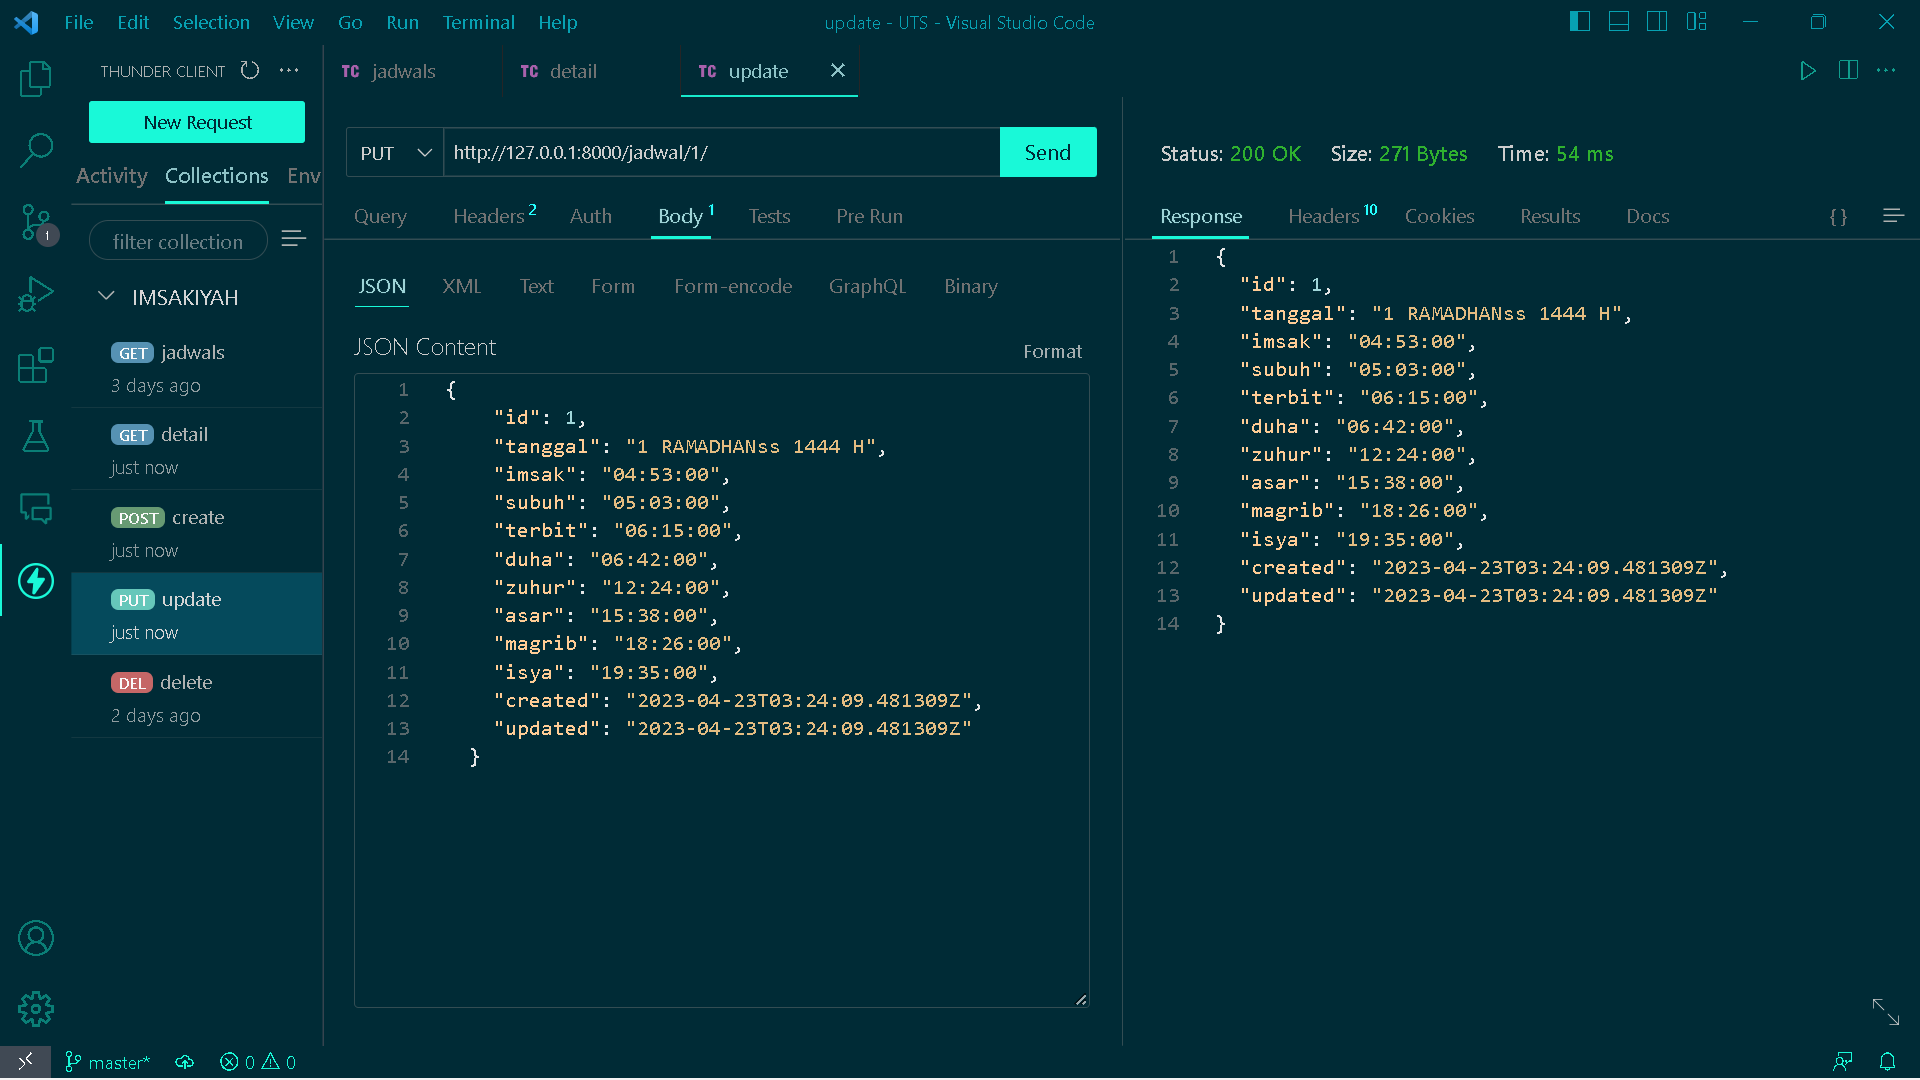 File Edit Selection View Go Run Terminal Help
update - UTS - Visual Studio Code
THUNDER CLIENT
New Request
Activity Collections Env
filter collection
1
IMSAKIYAH
GET jadwals
3 days ago
GET detail
just now
POST create
just now
PUT update
just now
DEL delete
2 days ago
TC jadwals TC detail TC update
PUT http://127.0.0.1:8000/jadwal/1/ Send
Query Headers 2 Auth Body 1 Tests Pre Run
JSON XML Text Form Form-encode GraphQL Binary
JSON Content
Format
1 {
2 "id": 1,
3 "tanggal": "1 RAMADHANss 1444 H",
4 "imsak": "04:53:00",
5 "subuh": "05:03:00",
6 "terbit": "06:15:00",
7 "duha": "06:42:00",
8 "zuhur": "12:24:00",
9 "asar": "15:38:00",
10 "magrib": "18:26:00",
11 "isya": "19:35:00",
12 "created": "2023-04-23T03:24:09.481309Z",
13 "updated": "2023-04-23T03:24:09.481309Z"
14 }
Status: 200 OK Size: 271 Bytes Time: 54 ms
Response Headers 10 Cookies Results Docs {}
1 {
2 "id": 1,
3 "tanggal": "1 RAMADHANss 1444 H",
4 "imsak": "04:53:00",
5 "subuh": "05:03:00",
6 "terbit": "06:15:00",
7 "duha": "06:42:00",
8 "zuhur": "12:24:00",
9 "asar": "15:38:00",
10 "magrib": "18:26:00",
11 "isya": "19:35:00",
12 "created": "2023-04-23T03:24:09.481309Z",
13 "updated": "2023-04-23T03:24:09.481309Z"
14 }
master* 0 0